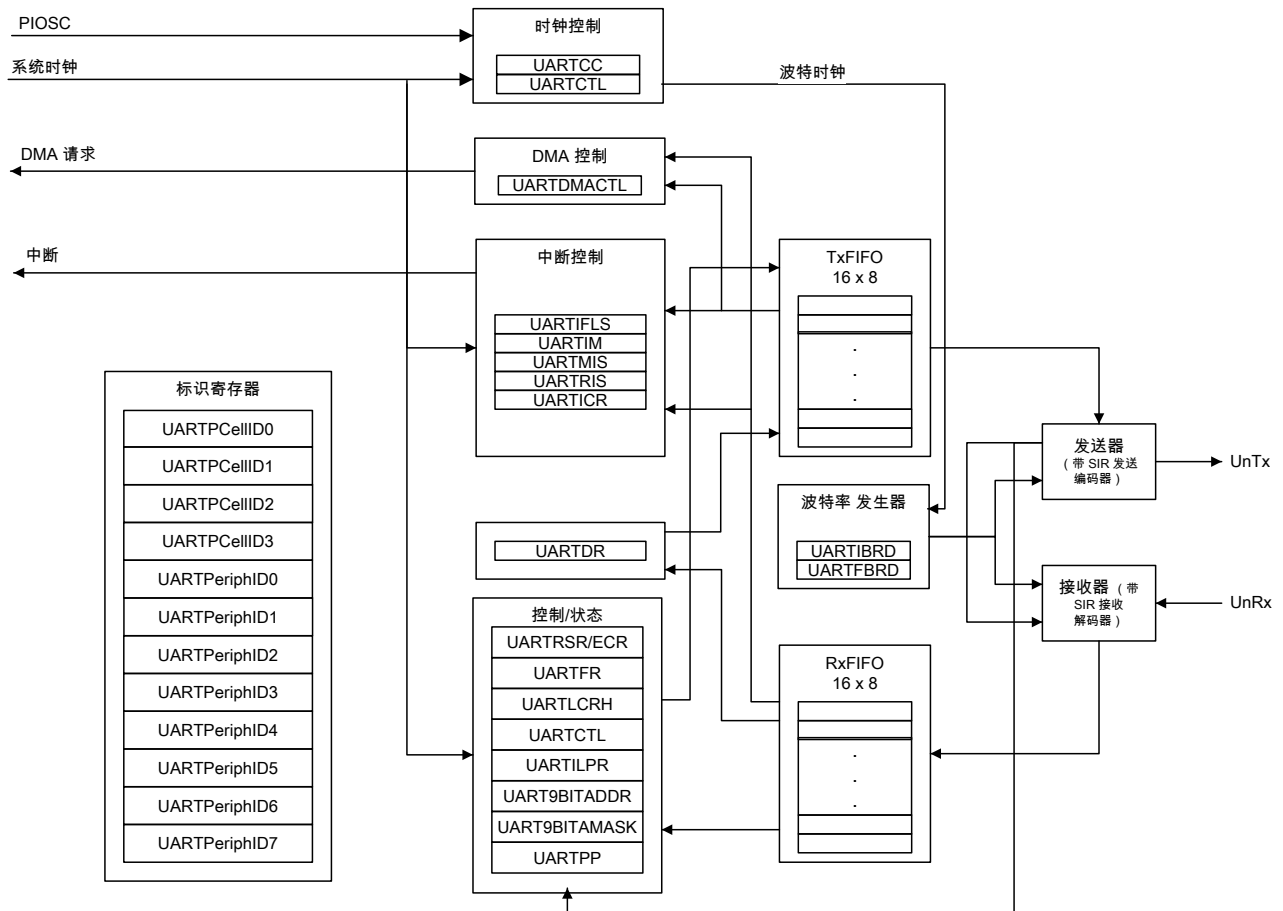 PIOSC
系统时钟
时钟控制
UARTCC
UARTCTL
波特时钟
DMA 请求
DMA 控制
UARTDMACTL
中断
中断控制
UARTIFLS
UARTIM
UARTMIS
UARTRIS
UARTICR
TxFIFO
16 x 8
.
.
.
标识寄存器
UARTPCellID0
UARTPCellID1
UARTPCellID2
UARTPCellID3
UARTPeriphID0
UARTPeriphID1
UARTPeriphID2
UARTPeriphID3
UARTPeriphID4
UARTPeriphID5
UARTPeriphID6
UARTPeriphID7
UARTDR
波特率 发生器
UARTIBRD
UARTFBRD
发送器
（带 SIR 发送
编码器）
UnTx
接收器（带
SIR 接收
解码器）
UnRx
控制/状态
UARTRSR/ECR
UARTFR
UARTLCRH
UARTCTL
UARTILPR
UART9BITADDR
UART9BITAMASK
UARTPP
RxFIFO
16 x 8
.
.
.